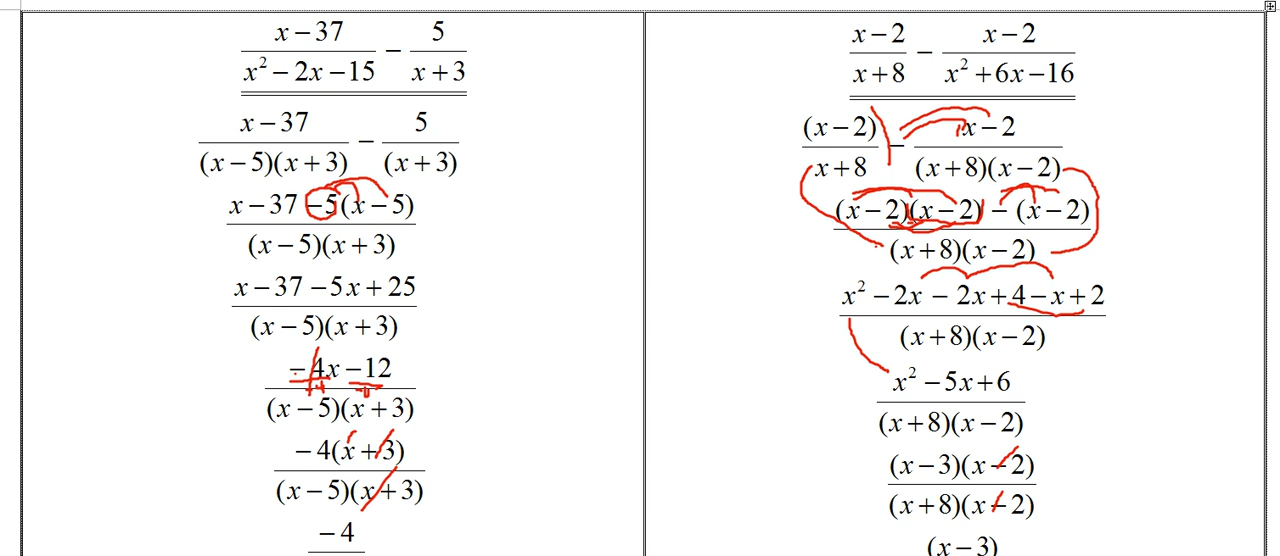 x − 37 / x² − 2x − 15 − 5 / x + 3
x − 37 / (x − 5)(x + 3) − 5 / (x + 3)
x − 37 − 5(x − 5) / (x − 5)(x + 3)
x − 37 − 5x + 25 / (x − 5)(x + 3)
−4x − 12 / (x − 5)(x + 3)
−4(x + 3) / (x − 5)(x + 3)
−4
x − 2 / x + 8 − x − 2 / x² + 6x − 16
(x − 2) / x + 8 − x − 2 / (x + 8)(x − 2)
(x − 2)(x − 2) − (x − 2) / (x + 8)(x − 2)
x² − 2x − 2x + 4 − x + 2 / (x + 8)(x − 2)
x² − 5x + 6 / (x + 8)(x − 2)
(x − 3)(x − 2) / (x + 8)(x − 2)
(x − 3)